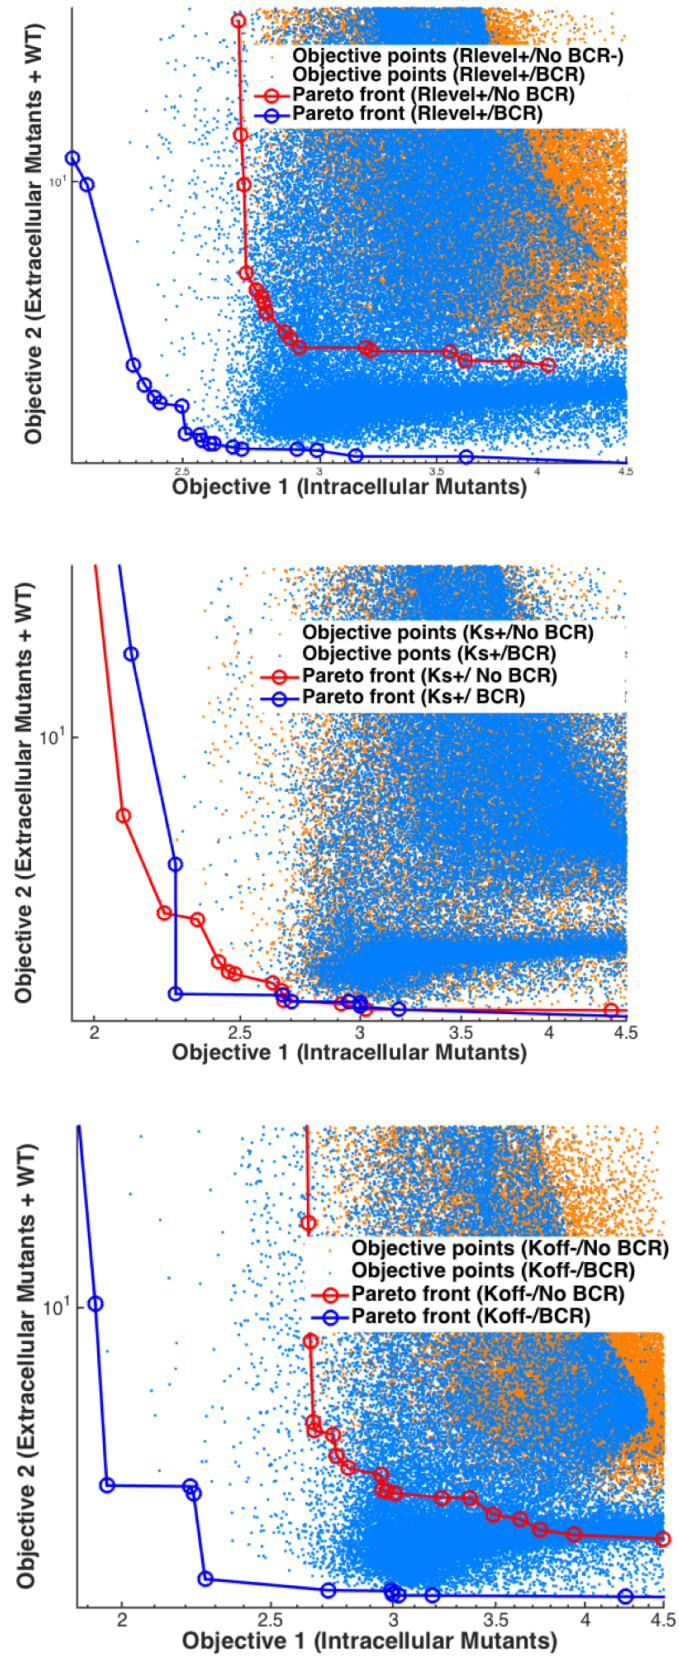 Objective points (Rlevel+/No BCR-)
Objective points (Rlevel+/BCR)
Pareto front (Rlevel+/No BCR)
Pareto front (Rlevel+/BCR)
10¹
Objective 2 (Extracellular Mutants + WT)
2.5 3 3.5 4 4.5
Objective 1 (Intracellular Mutants)
Objective points (Ks+/No BCR)
Objective ponts (Ks+/BCR)
Pareto front (Ks+/ No BCR)
Pareto front (Ks+/ BCR)
10¹
Objective 2 (Extracellular Mutants + WT)
2 2.5 3 3.5 4 4.5
Objective 1 (Intracellular Mutants)
Objective points (Koff-/No BCR)
Objective points (Koff-/BCR)
Pareto front (Koff-/No BCR)
Pareto front (Koff-/BCR)
10¹
Objective 2 (Extracellular Mutants + WT)
2 2.5 3 3.5 4 4.5
Objective 1 (Intracellular Mutants)